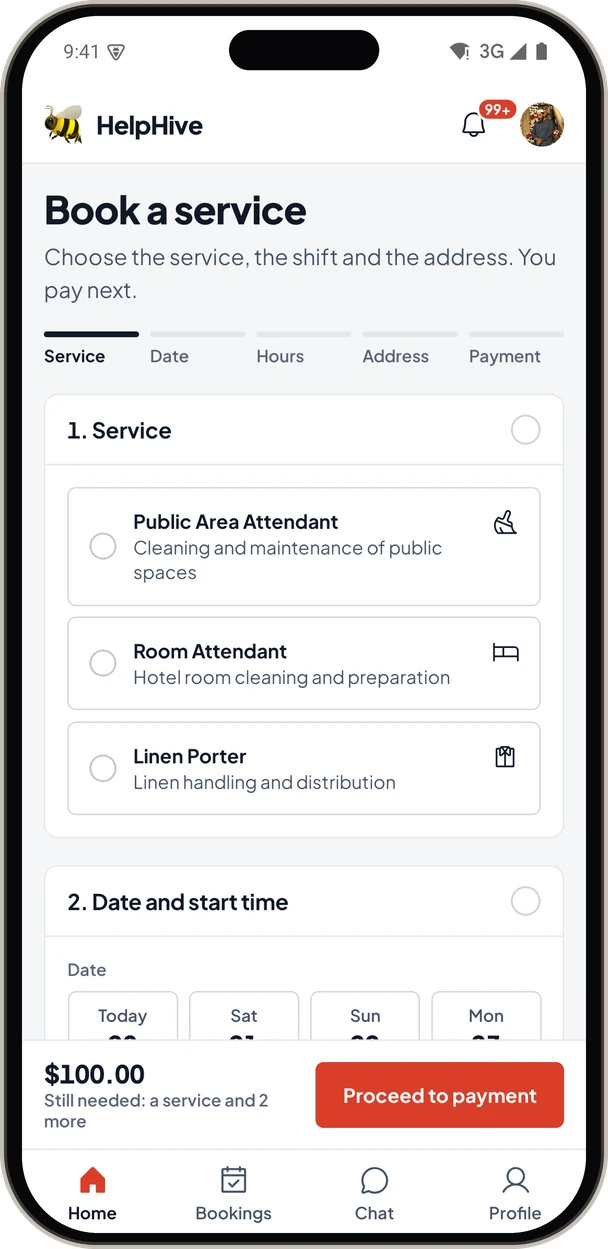 9:41
3G
HelpHive
99+
Book a service
Choose the service, the shift and the address. You
pay next.
Service Date Hours Address Payment
1. Service
Public Area Attendant
Cleaning and maintenance of public
spaces
Room Attendant
Hotel room cleaning and preparation
Linen Porter
Linen handling and distribution
2. Date and start time
Date
Today Sat Sun Mon
$100.00
Still needed: a service and 2
more
Proceed to payment
Home Bookings Chat Profile